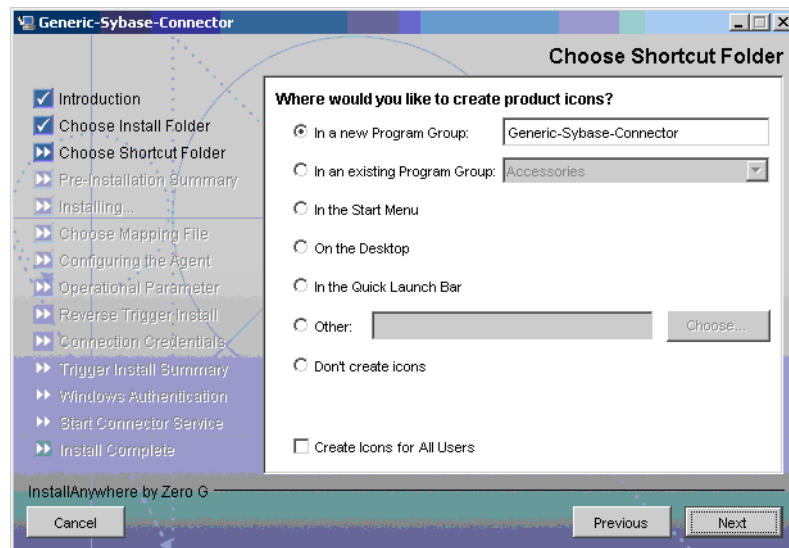 Generic-Sybase-Connector
Choose Shortcut Folder
Introduction
Choose Install Folder
Choose Shortcut Folder
Pre-Installation Summary
Installing...
Choose Mapping File
Configuring the Agent
Operational Parameter
Reverse Trigger Install
Connection Credentials
Trigger Install Summary
Windows Authentication
Start Connector Service
Install Complete
Where would you like to create product icons?
In a new Program Group: Generic-Sybase-Connector
In an existing Program Group: Accessories
In the Start Menu
On the Desktop
In the Quick Launch Bar
Other: Choose...
Don't create icons
Create Icons for All Users
InstallAnywhere by Zero G
Cancel Previous Next